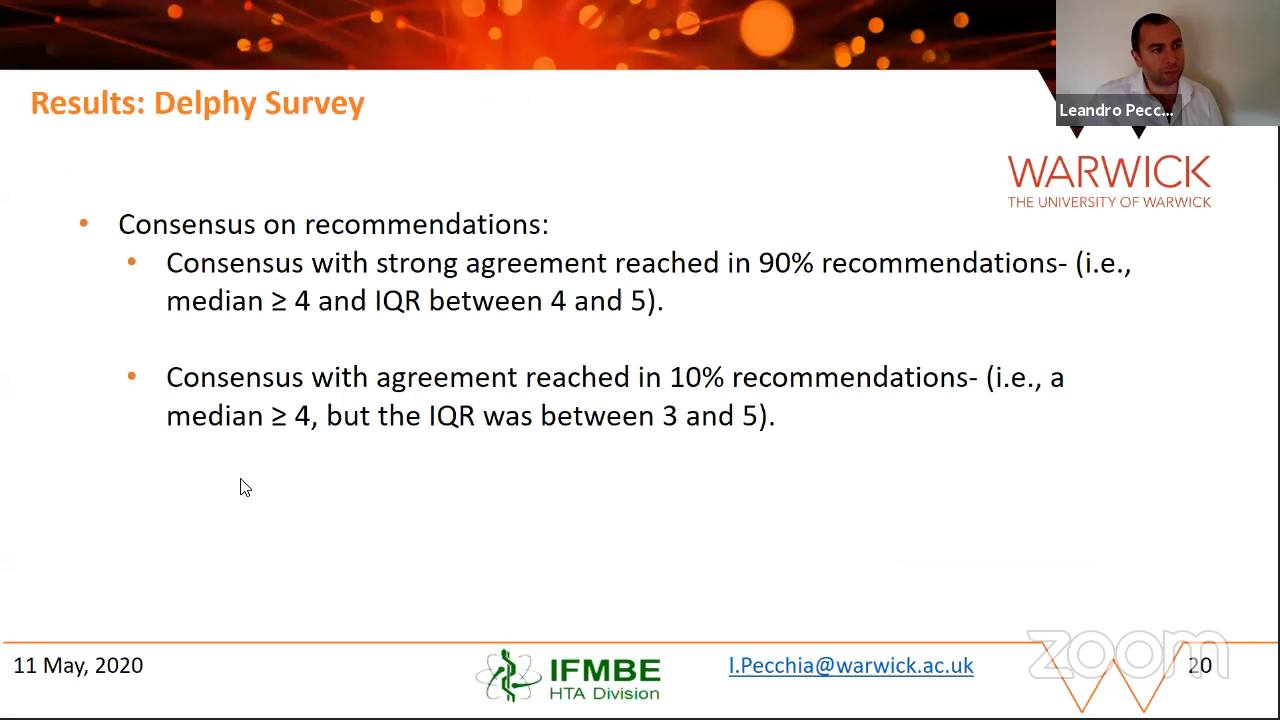 Results: Delphy Survey
Leandro Pecc...
WARWICK
THE UNIVERSITY OF WARWICK
• Consensus on recommendations:
• Consensus with strong agreement reached in 90% recommendations- (i.e.,
median ≥ 4 and IQR between 4 and 5).
• Consensus with agreement reached in 10% recommendations- (i.e., a
median ≥ 4, but the IQR was between 3 and 5).
11 May, 2020
IFMBE
HTA Division
l.Pecchia@warwick.ac.uk
zoom
20